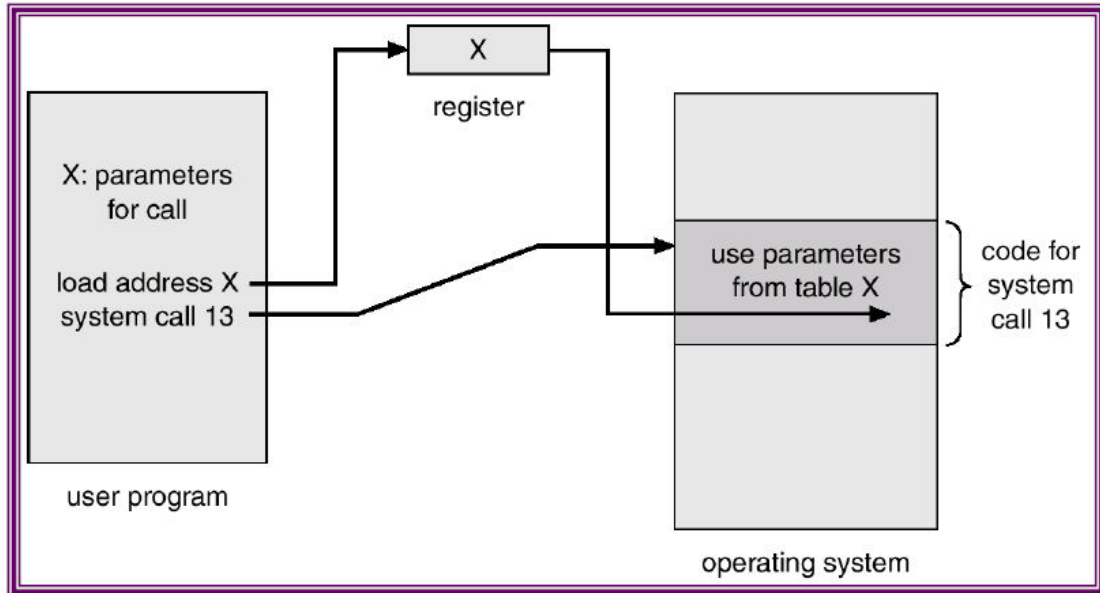 X
register
X: parameters
for call
load address X
system call 13
user program
use parameters
from table X
code for
system
call 13
operating system